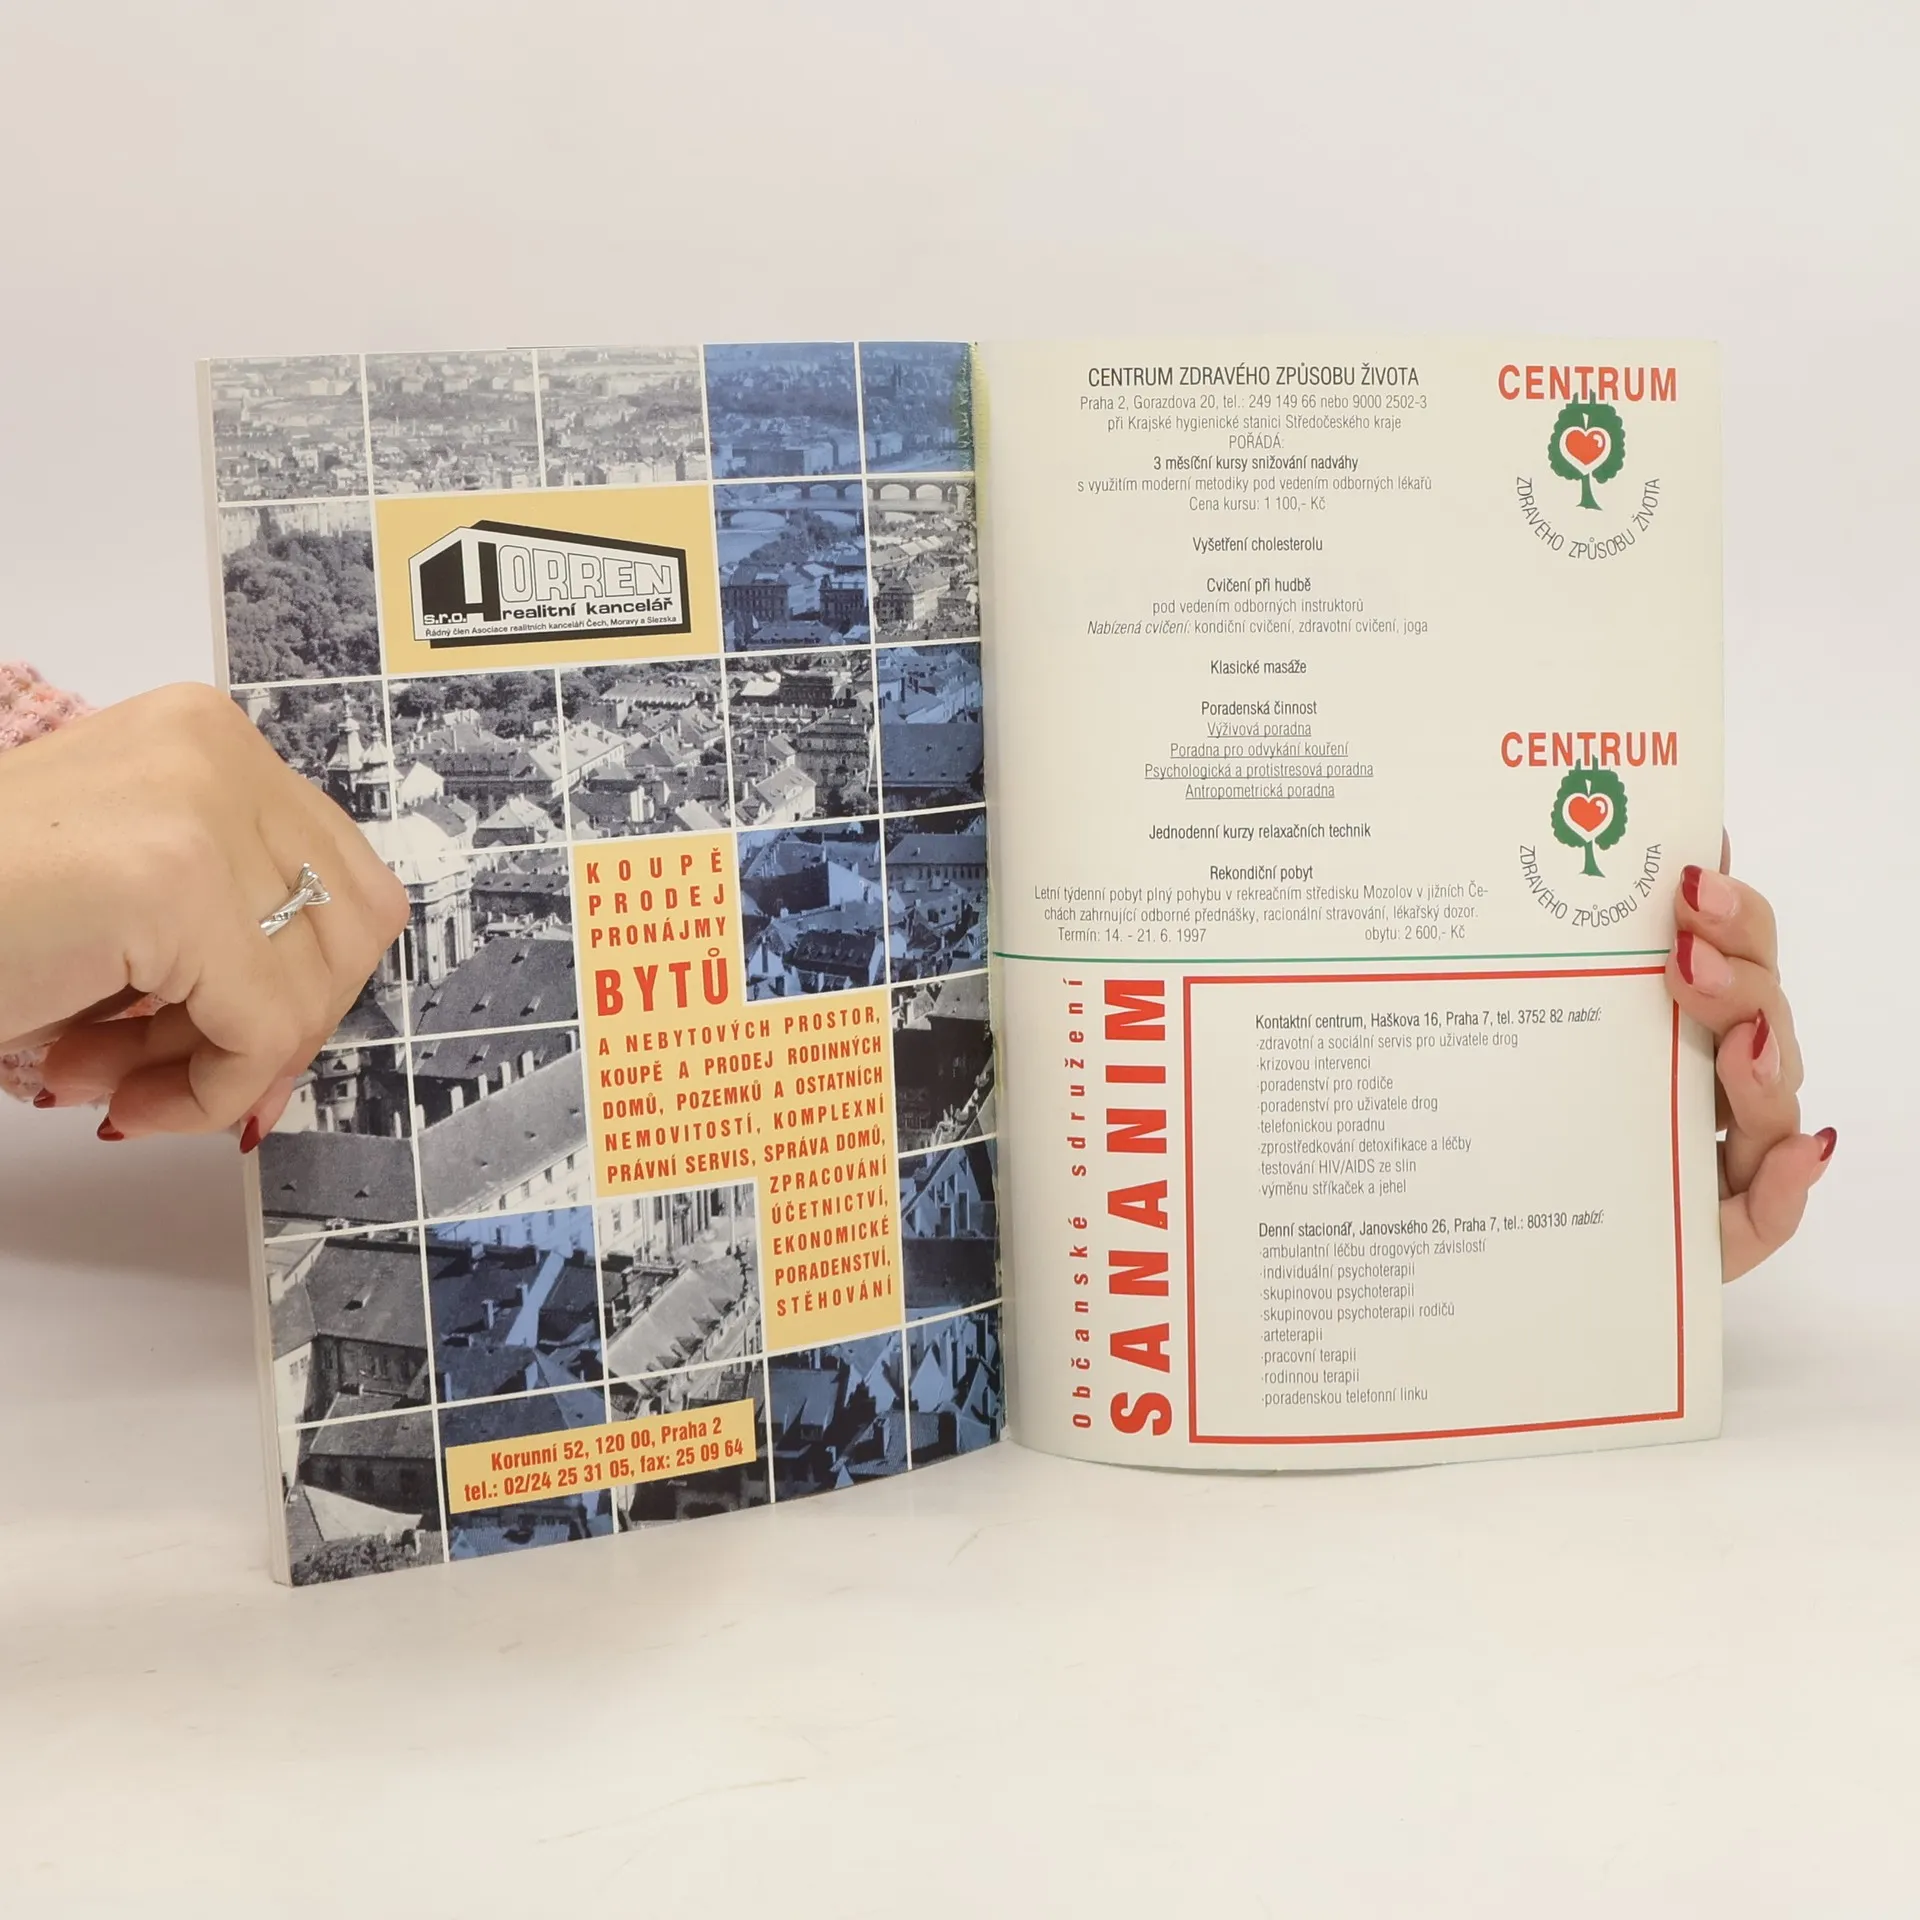 HORREN
s.r.o. realitní kancelář
Řádný člen Asociace realitních kanceláří Čech, Moravy a Slezska
KOUPĚ
PRODEJ
PRONÁJMY
BYTŮ
A NEBYTOVÝCH PROSTOR,
KOUPĚ A PRODEJ RODINNÝCH
DOMŮ, POZEMKŮ A OSTATNÍCH
NEMOVITOSTÍ, KOMPLEXNÍ
PRÁVNÍ SERVIS, SPRÁVA DOMŮ,
ZPRACOVÁNÍ
ÚČETNICTVÍ,
EKONOMICKÉ
PORADENSTVÍ,
STĚHOVÁNÍ
Korunní 52, 120 00, Praha 2
tel.: 02/24 25 31 05, fax: 25 09 64
CENTRUM ZDRAVÉHO ZPŮSOBU ŽIVOTA
Praha 2, Gorazdova 20, tel.: 249 149 66 nebo 9000 2502-3
při Krajské hygienické stanici Středočeského kraje
POŘÁDÁ:
3 měsíční kursy snižování nadváhy
s využitím moderní metodiky pod vedením odborných lékařů
Cena kursu: 1 100,- Kč
Vyšetření cholesterolu
Cvičení při hudbě
pod vedením odborných instruktorů
Nabízená cvičení: kondiční cvičení, zdravotní cvičení, joga
Klasické masáže
Poradenská činnost
Výživová poradna
Poradna pro odvykání kouření
Psychologická a protistresová poradna
Antropometrická poradna
Jednodenní kurzy relaxačních technik
Rekondiční pobyt
Letní týdenní pobyt plný pohybu v rekreačním středisku Mozolov v jižních Če-
chách zahrnující odborné přednášky, racionální stravování, lékařský dozor.
Termín: 14. - 21. 6. 1997 obytu: 2 600,- Kč
CENTRUM
ZDRAVÉHO ZPŮSOBU ŽIVOTA
CENTRUM
ZDRAVÉHO ZPŮSOBU ŽIVOTA
Občanské sdružení
SANANIM
Kontaktní centrum, Haškova 16, Praha 7, tel. 3752 82 nabízí:
·zdravotní a sociální servis pro uživatele drog
·krizovou intervenci
·poradenství pro rodiče
·poradenství pro uživatele drog
·telefonickou poradnu
·zprostředkování detoxifikace a léčby
·testování HIV/AIDS ze slin
·výměnu stříkaček a jehel
Denní stacionář, Janovského 26, Praha 7, tel.: 803130 nabízí:
·ambulantní léčbu drogových závislostí
·individuální psychoterapii
·skupinovou psychoterapii
·skupinovou psychoterapii rodičů
·arteterapii
·pracovní terapii
·rodinnou terapii
·poradenskou telefonní linku